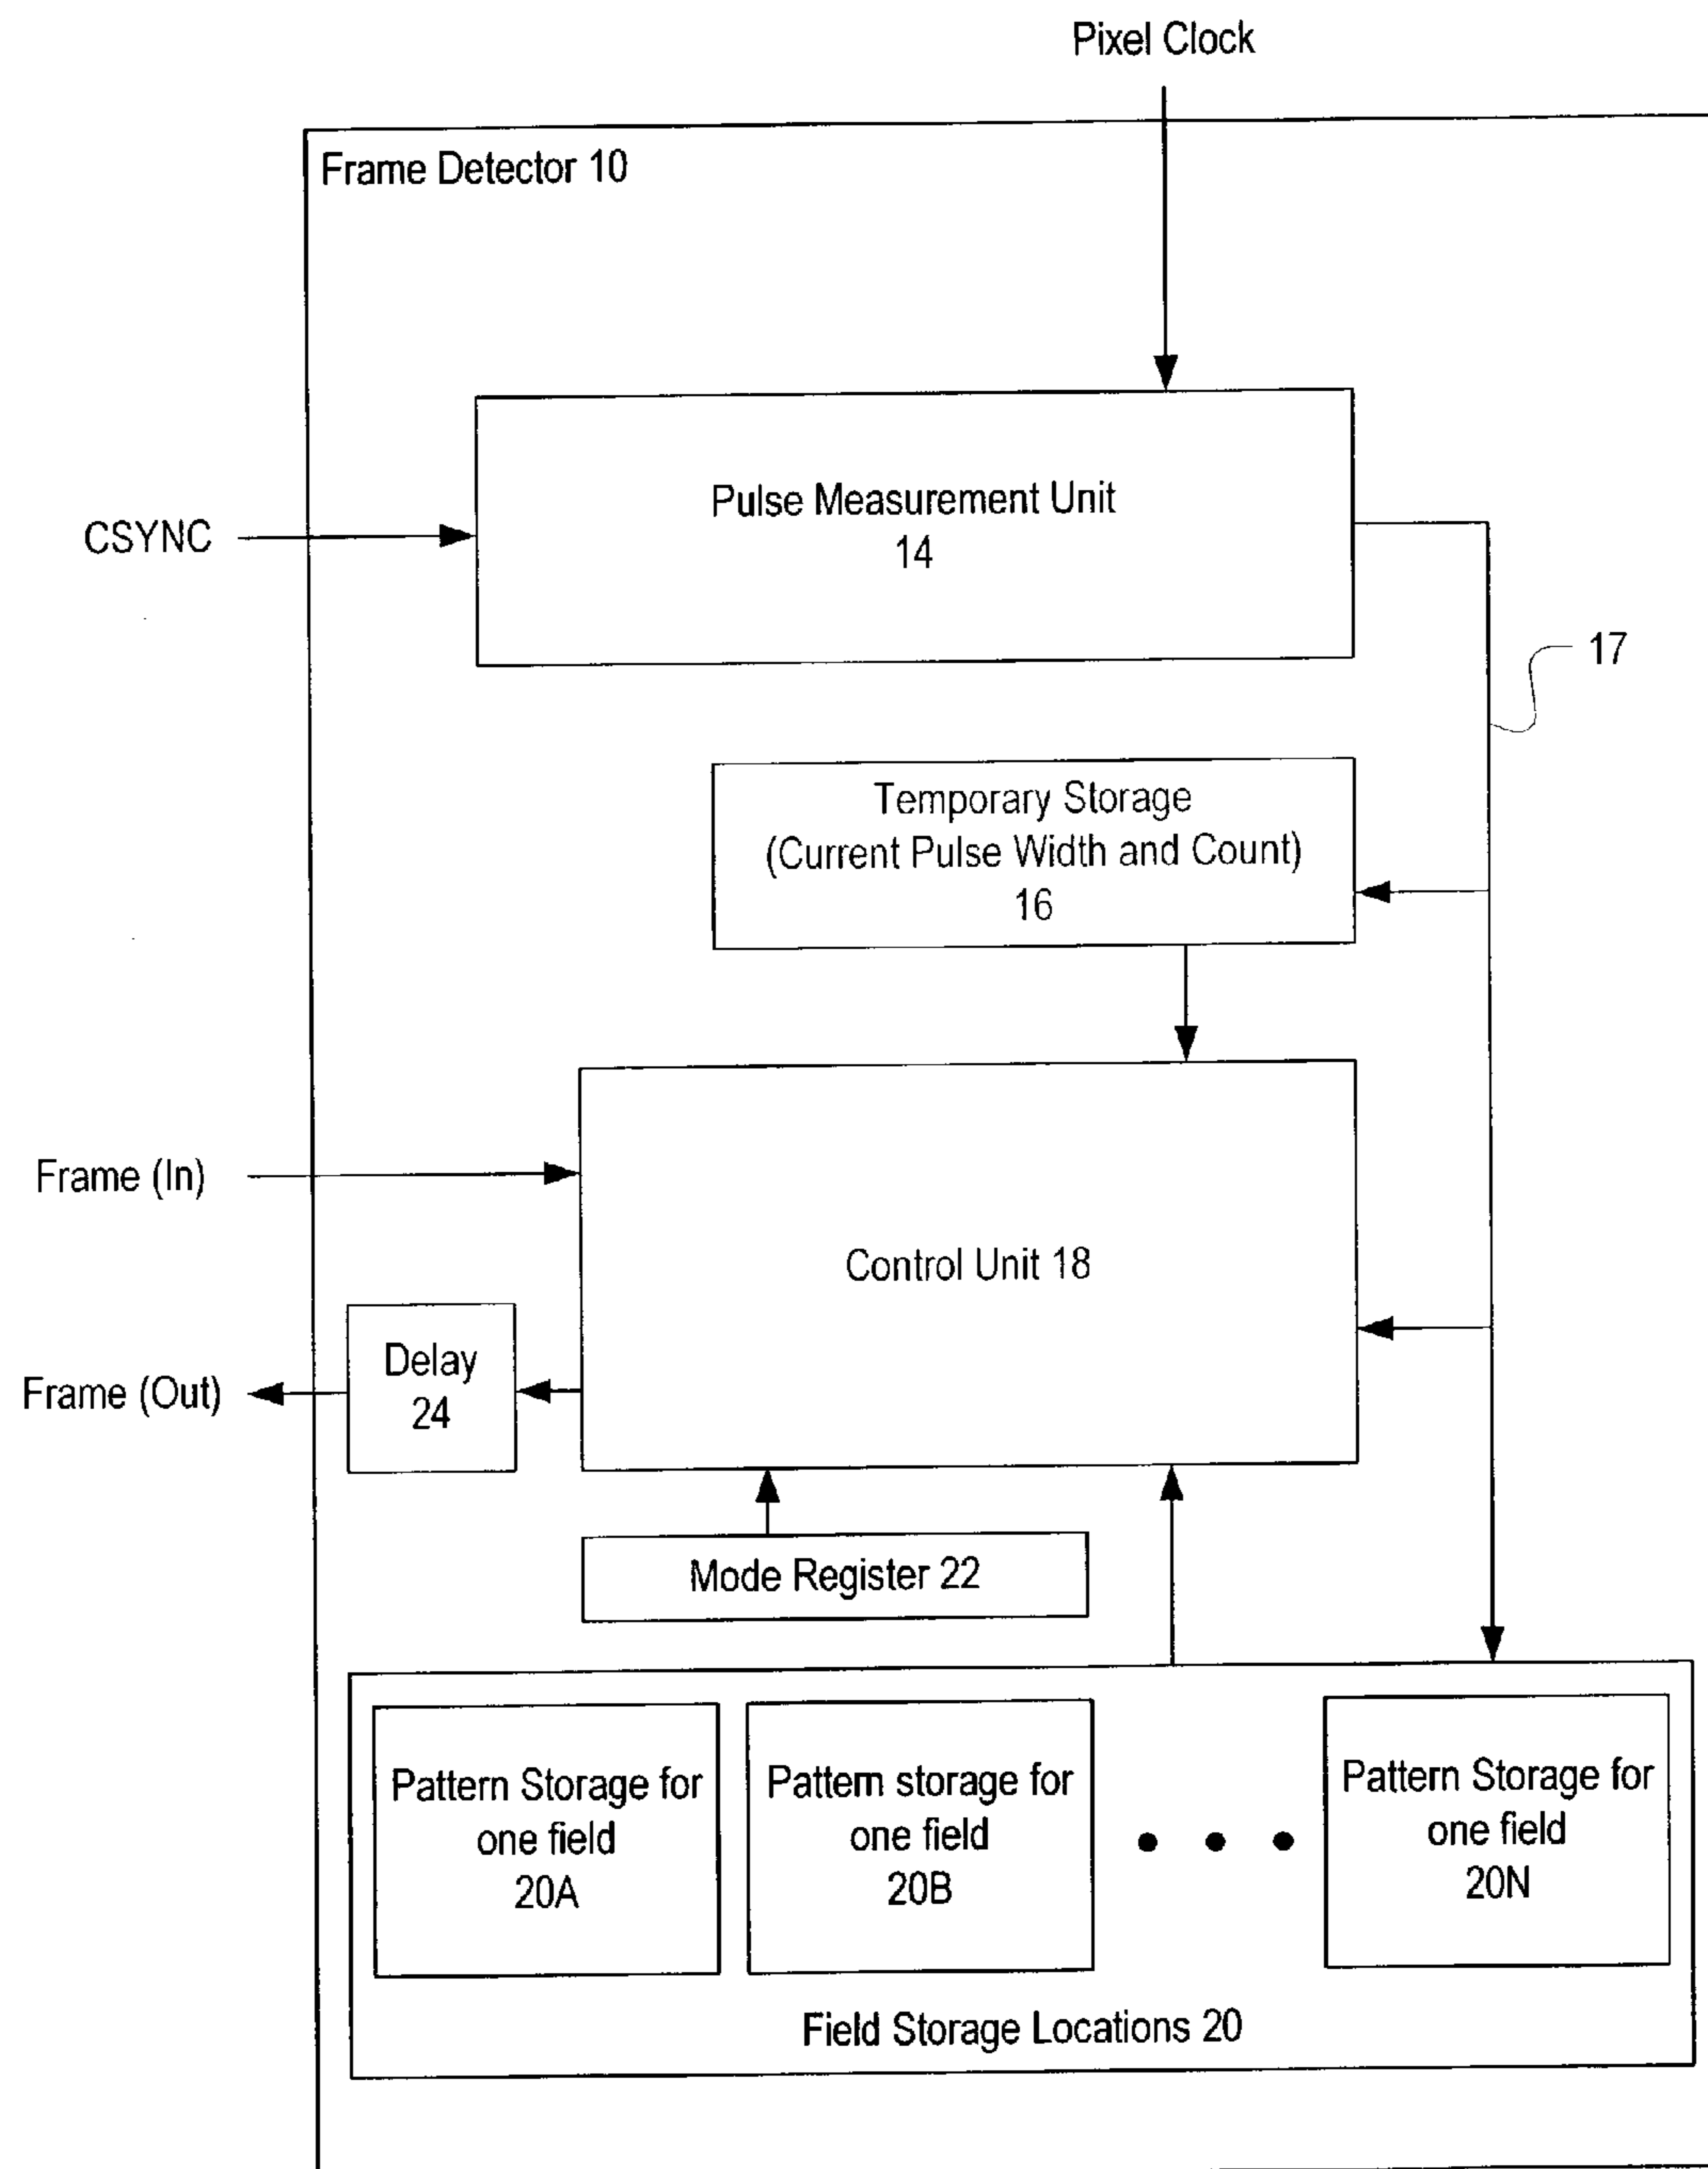 Pixel Clock
Frame Detector 10
Pulse Measurement Unit
14
CSYNC
17
Temporary Storage
(Current Pulse Width and Count)
16
Frame (In)
Control Unit 18
Delay
24
Frame (Out)
Mode Register 22
Pattern Storage for
one field
20A
Pattern storage for
one field
20B
Pattern Storage for
one field
20N
Field Storage Locations 20